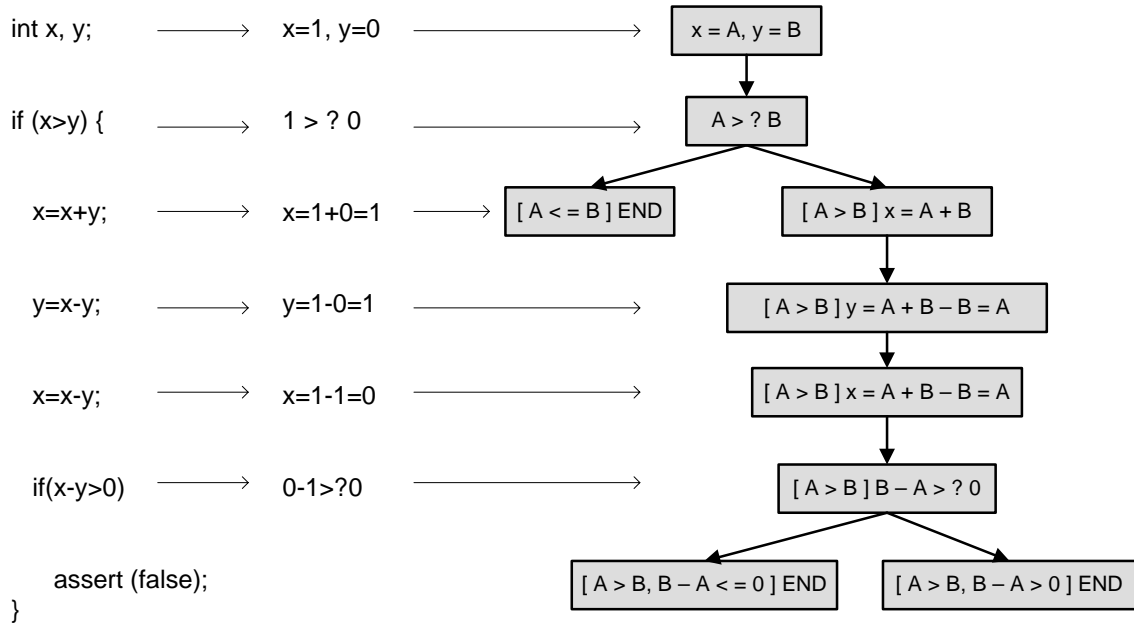 int x, y;
x=1, y=0
x = A, y = B
if (x>y) {
1 > ? 0
A > ? B
x=x+y;
x=1+0=1
[ A < = B ] END
[ A > B ] x = A + B
y=x-y;
y=1-0=1
[ A > B ] y = A + B – B = A
x=x-y;
x=1-1=0
[ A > B ] x = A + B – B = A
if(x-y>0)
0-1>?0
[ A > B ] B – A > ? 0
assert (false);
[ A > B, B – A < = 0 ] END
[ A > B, B – A > 0 ] END
}